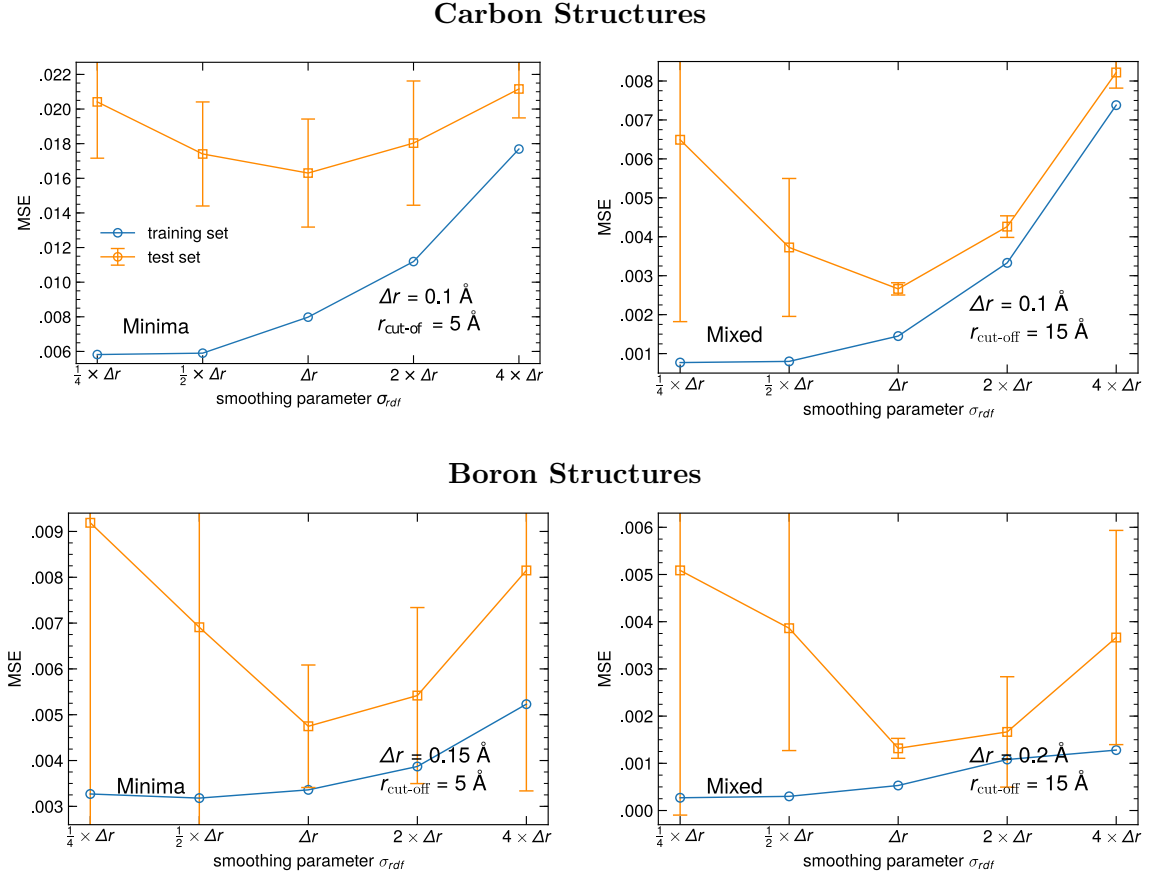 Carbon Structures
.022
.020
.018
.016
.014
.012
.010
.008
.006
MSE
training set
test set
Δr = 0.1 Å
r_cut-of = 5 Å
Minima
1/4 × Δr
1/2 × Δr
Δr
2 × Δr
4 × Δr
smoothing parameter σ_rdf
.008
.007
.006
.005
.004
.003
.002
.001
MSE
Δr = 0.1 Å
r_cut-off = 15 Å
Mixed
1/4 × Δr
1/2 × Δr
Δr
2 × Δr
4 × Δr
smoothing parameter σ_rdf
Boron Structures
.009
.008
.007
.006
.005
.004
.003
MSE
Δr = 0.15 Å
r_cut-off = 5 Å
Minima
1/4 × Δr
1/2 × Δr
Δr
2 × Δr
4 × Δr
smoothing parameter σ_rdf
.006
.005
.004
.003
.002
.001
.000
MSE
Δr = 0.2 Å
r_cut-off = 15 Å
Mixed
1/4 × Δr
1/2 × Δr
Δr
2 × Δr
4 × Δr
smoothing parameter σ_rdf